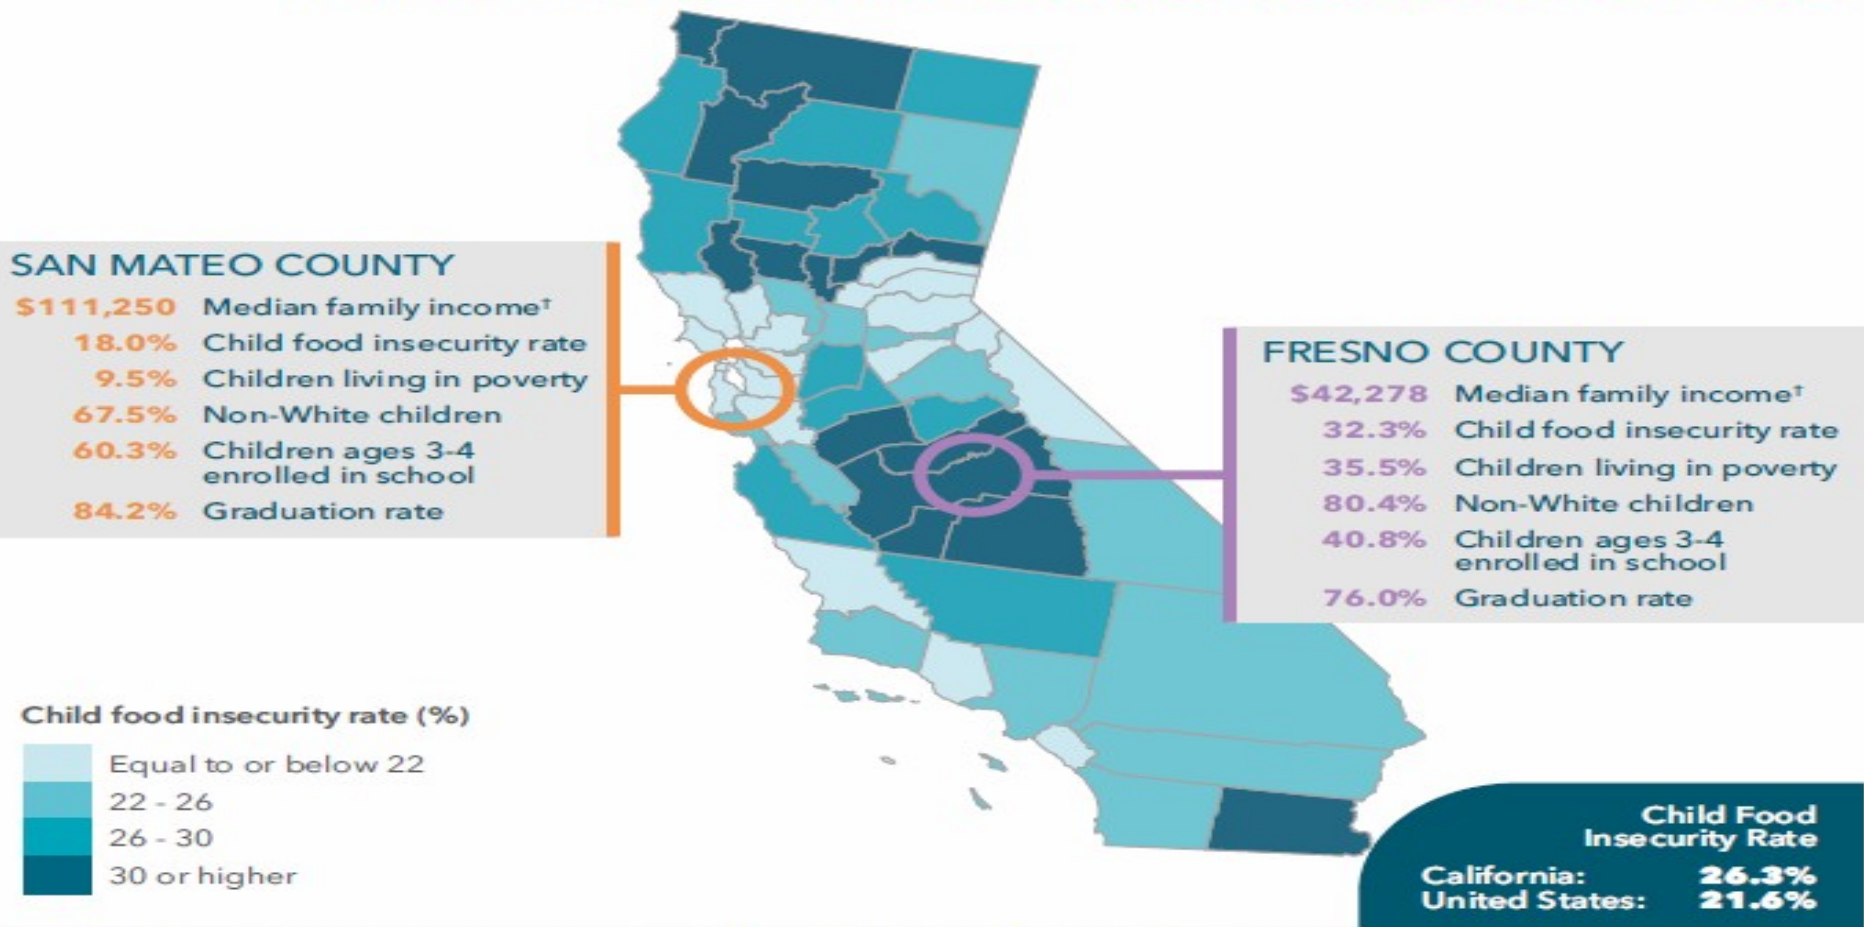 SAN MATEO COUNTY
$111,250 Median family income†
18.0% Child food insecurity rate
9.5% Children living in poverty
67.5% Non-White children
60.3% Children ages 3-4
enrolled in school
84.2% Graduation rate
FRESNO COUNTY
$42,278 Median family income†
32.3% Child food insecurity rate
35.5% Children living in poverty
80.4% Non-White children
40.8% Children ages 3-4
enrolled in school
76.0% Graduation rate
Child food insecurity rate (%)
Equal to or below 22
22 - 26
26 - 30
30 or higher
Child Food
Insecurity Rate
California: 26.3%
United States: 21.6%